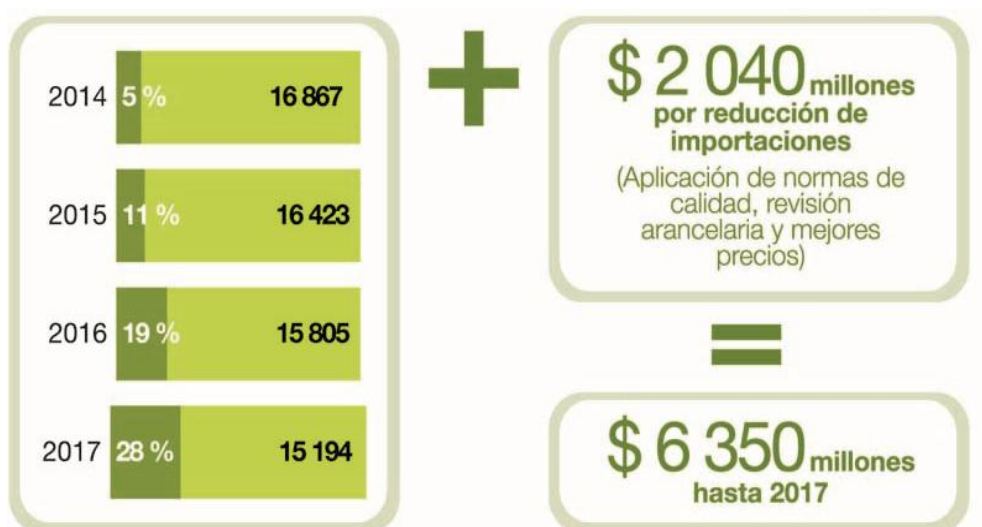 2014 5 % 16 867
2015 11 % 16 423
2016 19 % 15 805
2017 28 % 15 194
+
$ 2 040 millones
por reducción de
importaciones
(Aplicación de normas de
calidad, revisión
arancelaria y mejores
precios)
=
$ 6 350 millones
hasta 2017